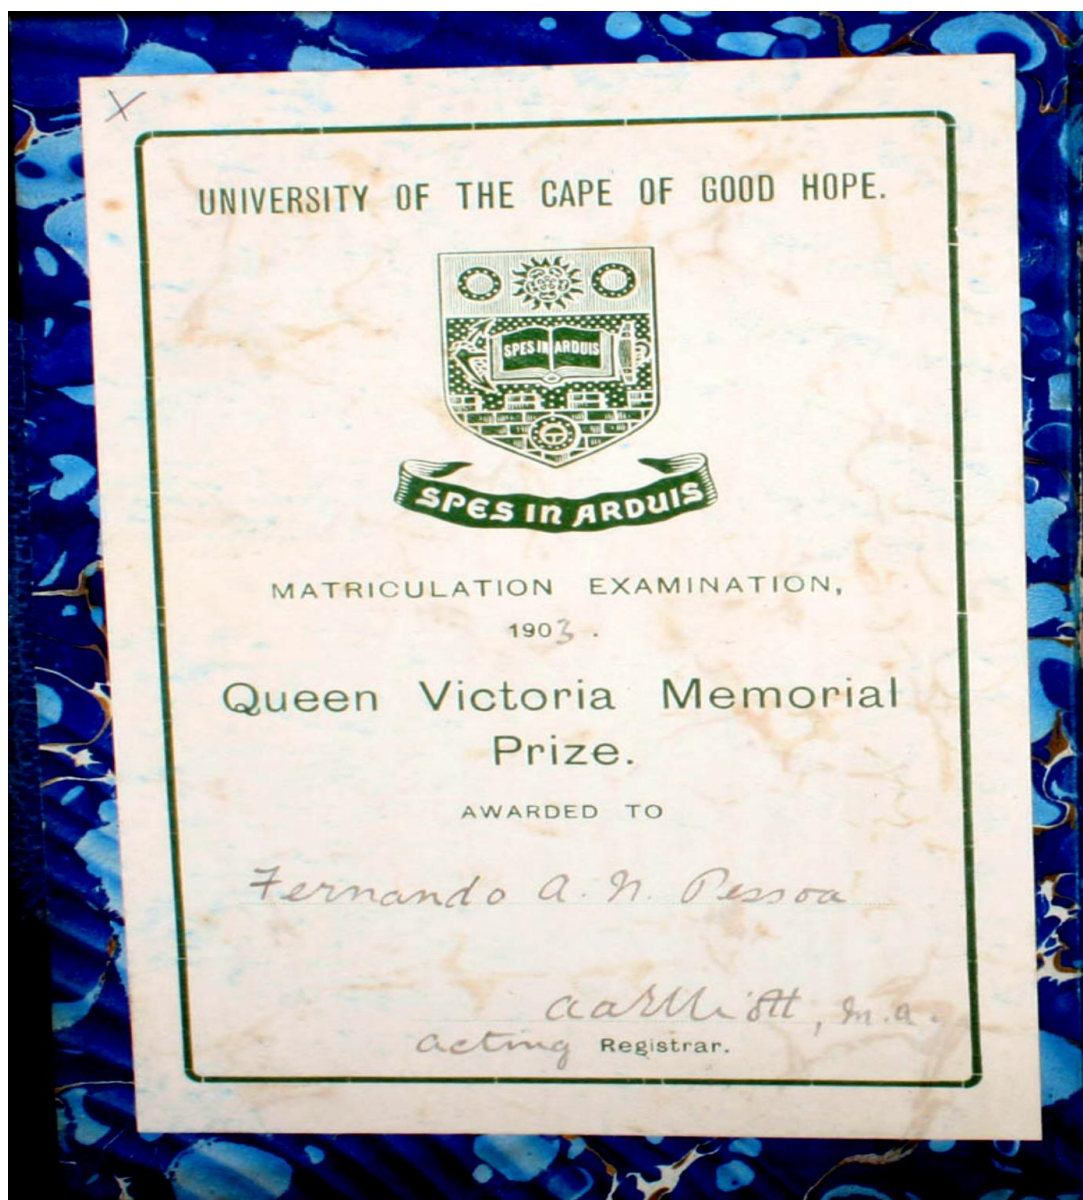 X
UNIVERSITY OF THE CAPE OF GOOD HOPE.
SPES IN ARDUIS
SPES IN ARDUIS
MATRICULATION EXAMINATION,
1903.
Queen Victoria Memorial
Prize.
AWARDED TO
Fernando A. N. Pessoa
, M.A.
Acting Registrar.